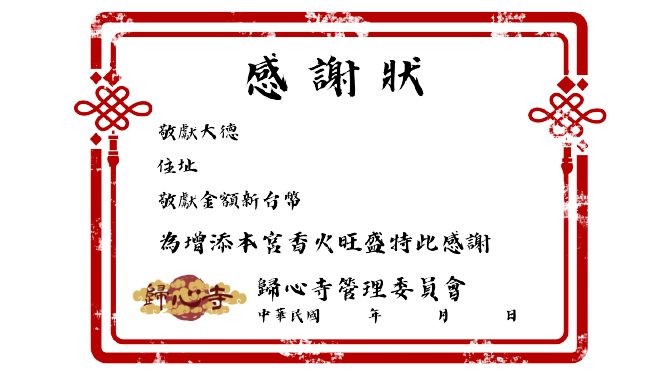 感謝狀
敬獻大德
住址
敬獻金額新台幣
為增添本宮香火旺盛特此感謝
歸心寺
歸心寺管理委員會
中華民國 年 月 日